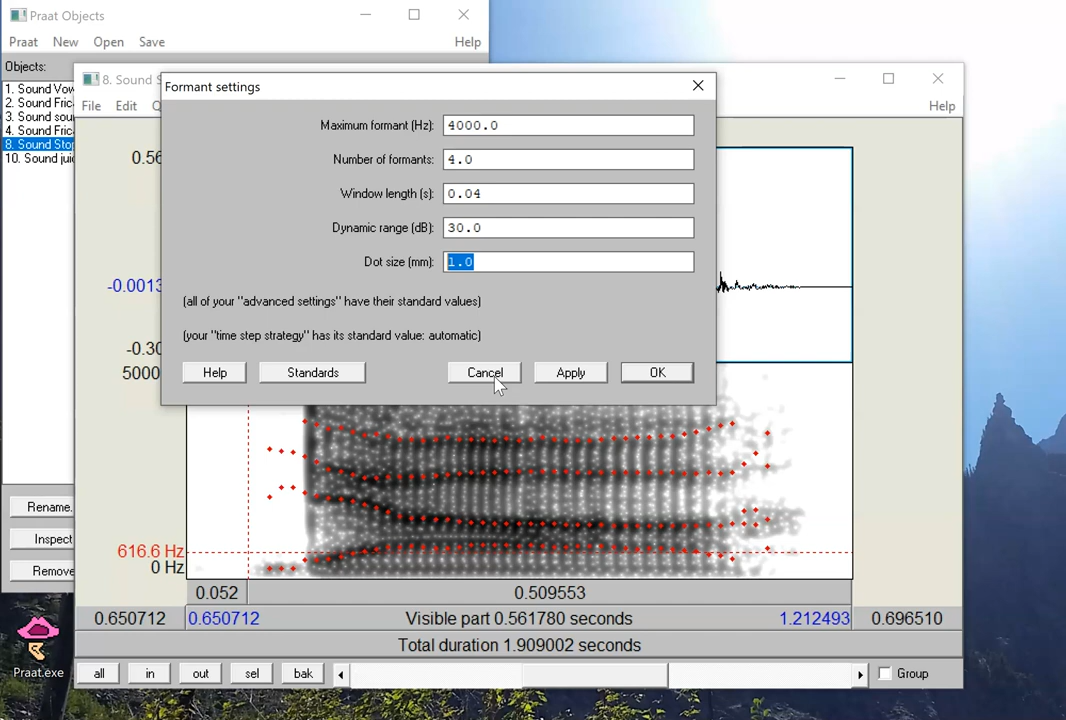 Praat Objects
Praat New Open Save Help
Objects:
1. Sound Vow
2. Sound Fric
3. Sound sou
4. Sound Fric
8. Sound Stop
10. Sound jui
Rename.
Inspect
Remove
Praat.exe
8. Sound S
File Edit Help
Formant settings
Maximum formant (Hz): 4000.0
Number of formants: 4.0
Window length (s): 0.04
Dynamic range (dB): 30.0
Dot size (mm): 1.0
(all of your "advanced settings" have their standard values)
(your "time step strategy" has its standard value: automatic)
Help Standards Cancel Apply OK
0.56
-0.0013
-0.30
5000
616.6 Hz
0 Hz
0.052 0.509553
0.650712 0.650712 Visible part 0.561780 seconds 1.212493 0.696510
Total duration 1.909002 seconds
all in out sel bak Group